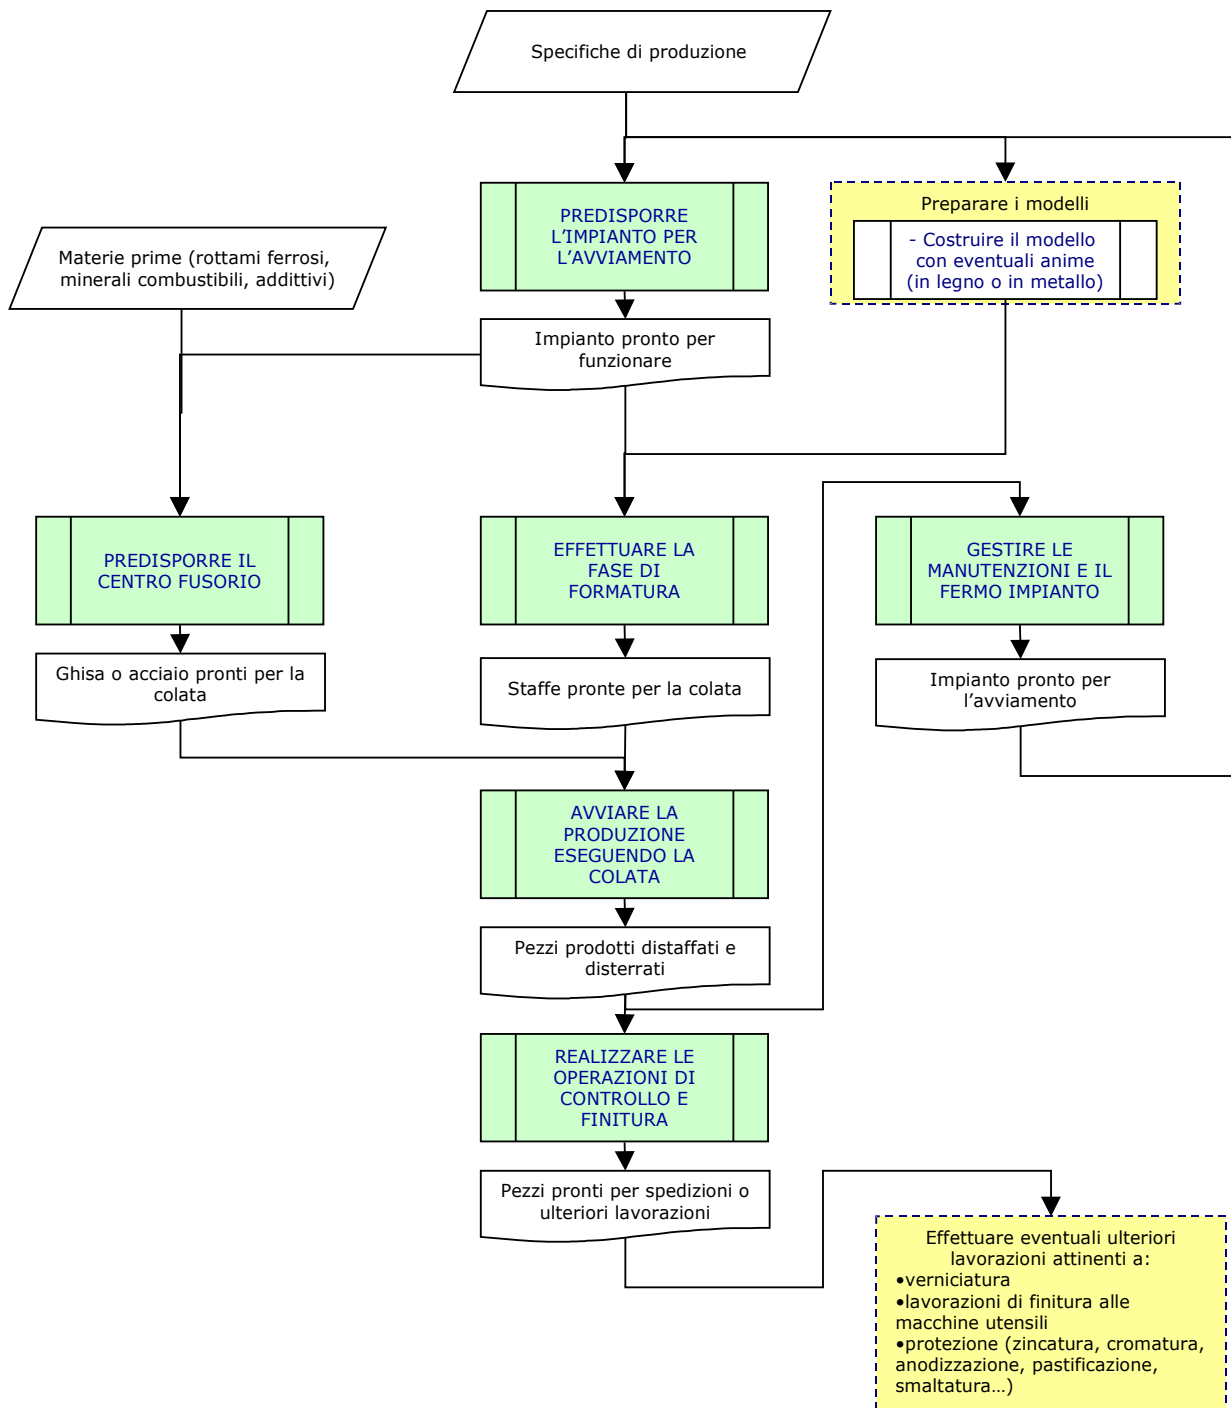 Specifiche di produzione
PREDISPORRE
L'IMPIANTO PER
L'AVVIAMENTO
Preparare i modelli
- Costruire il modello
con eventuali anime
(in legno o in metallo)
Materie prime (rottami ferrosi,
minerali combustibili, addittivi)
Impianto pronto per
funzionare
PREDISPORRE IL
CENTRO FUSORIO
EFFETTUARE LA
FASE DI
FORMATURA
GESTIRE LE
MANUTENZIONI E IL
FERMO IMPIANTO
Ghisa o acciaio pronti per la
colata
Staffe pronte per la colata
Impianto pronto per
l'avviamento
AVVIARE LA
PRODUZIONE
ESEGUENDO LA
COLATA
Pezzi prodotti distaffati e
disterrati
REALIZZARE LE
OPERAZIONI DI
CONTROLLO E
FINITURA
Pezzi pronti per spedizioni o
ulteriori lavorazioni
Effettuare eventuali ulteriori
lavorazioni attinenti a:
•verniciatura
•lavorazioni di finitura alle
macchine utensili
•protezione (zincatura, cromatura,
anodizzazione, pastificazione,
smaltatura…)